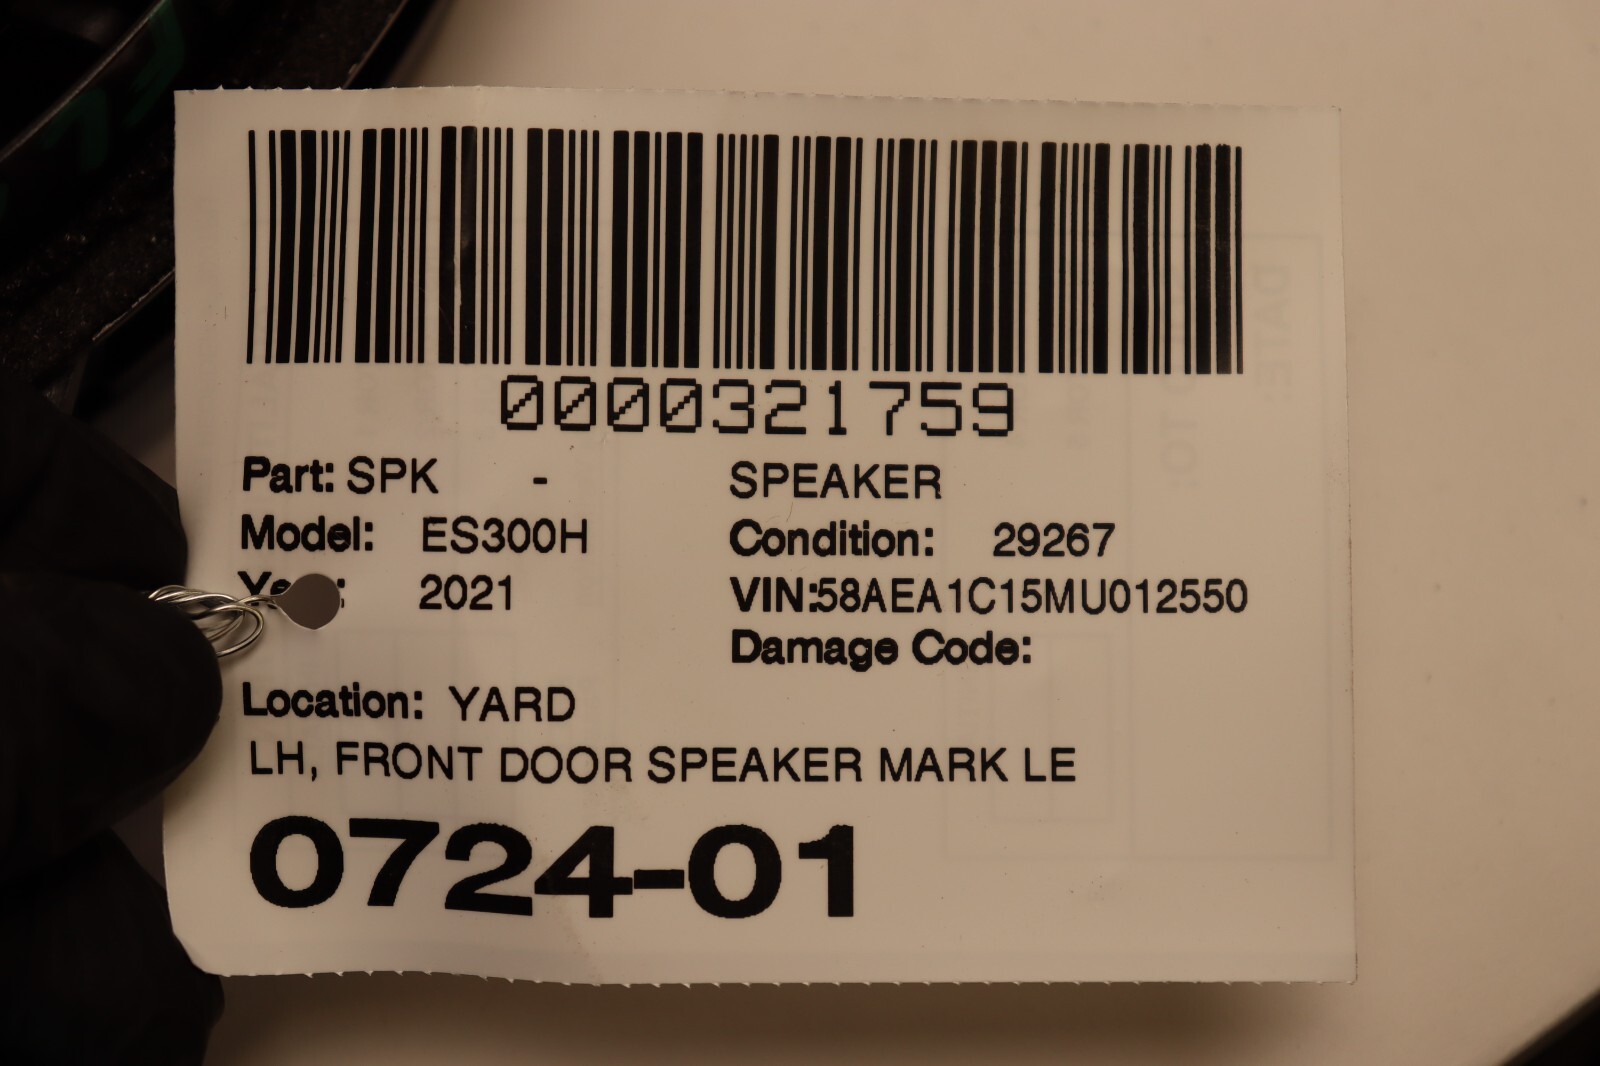 0000321759
Part: SPK - SPEAKER
Model: ES300H Condition: 29267
2021 VIN:58AEA1C15MU012550
Damage Code:
Location: YARD
LH, FRONT DOOR SPEAKER MARK LE
0724-01